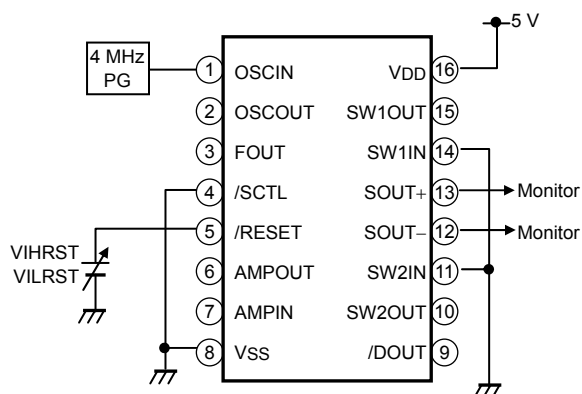 5 V
4 MHz
PG
1 OSCIN VDD 16
2 OSCOUT SW1OUT 15
3 FOUT SW1IN 14
4 /SCTL SOUT+ 13 Monitor
5 /RESET SOUT− 12 Monitor
VIHRST
VILRST
6 AMPOUT SW2IN 11
7 AMPIN SW2OUT 10
8 VSS /DOUT 9